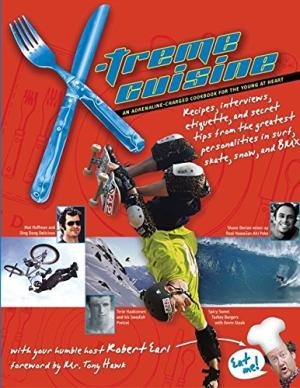 X-treme
cuisine
AN ADRENALINE-CHARGED COOKBOOK FOR THE YOUNG AT HEART
Recipes, interviews,
etiquette, and secret
tips from the greatest
personalities in surf,
skate, snow, and BMX
Mat Hoffman and
Ding Dong Delicious
Shane Dorian mixes up
Real Hawaiian Ahi Poke
Terje Haakonsen
and his Swedish
Pretzel
Spicy Sweet
Turkey Burgers
with Kevin Staab
with your humble host Robert Earl
foreword by Mr. Tony Hawk
Eat
me!